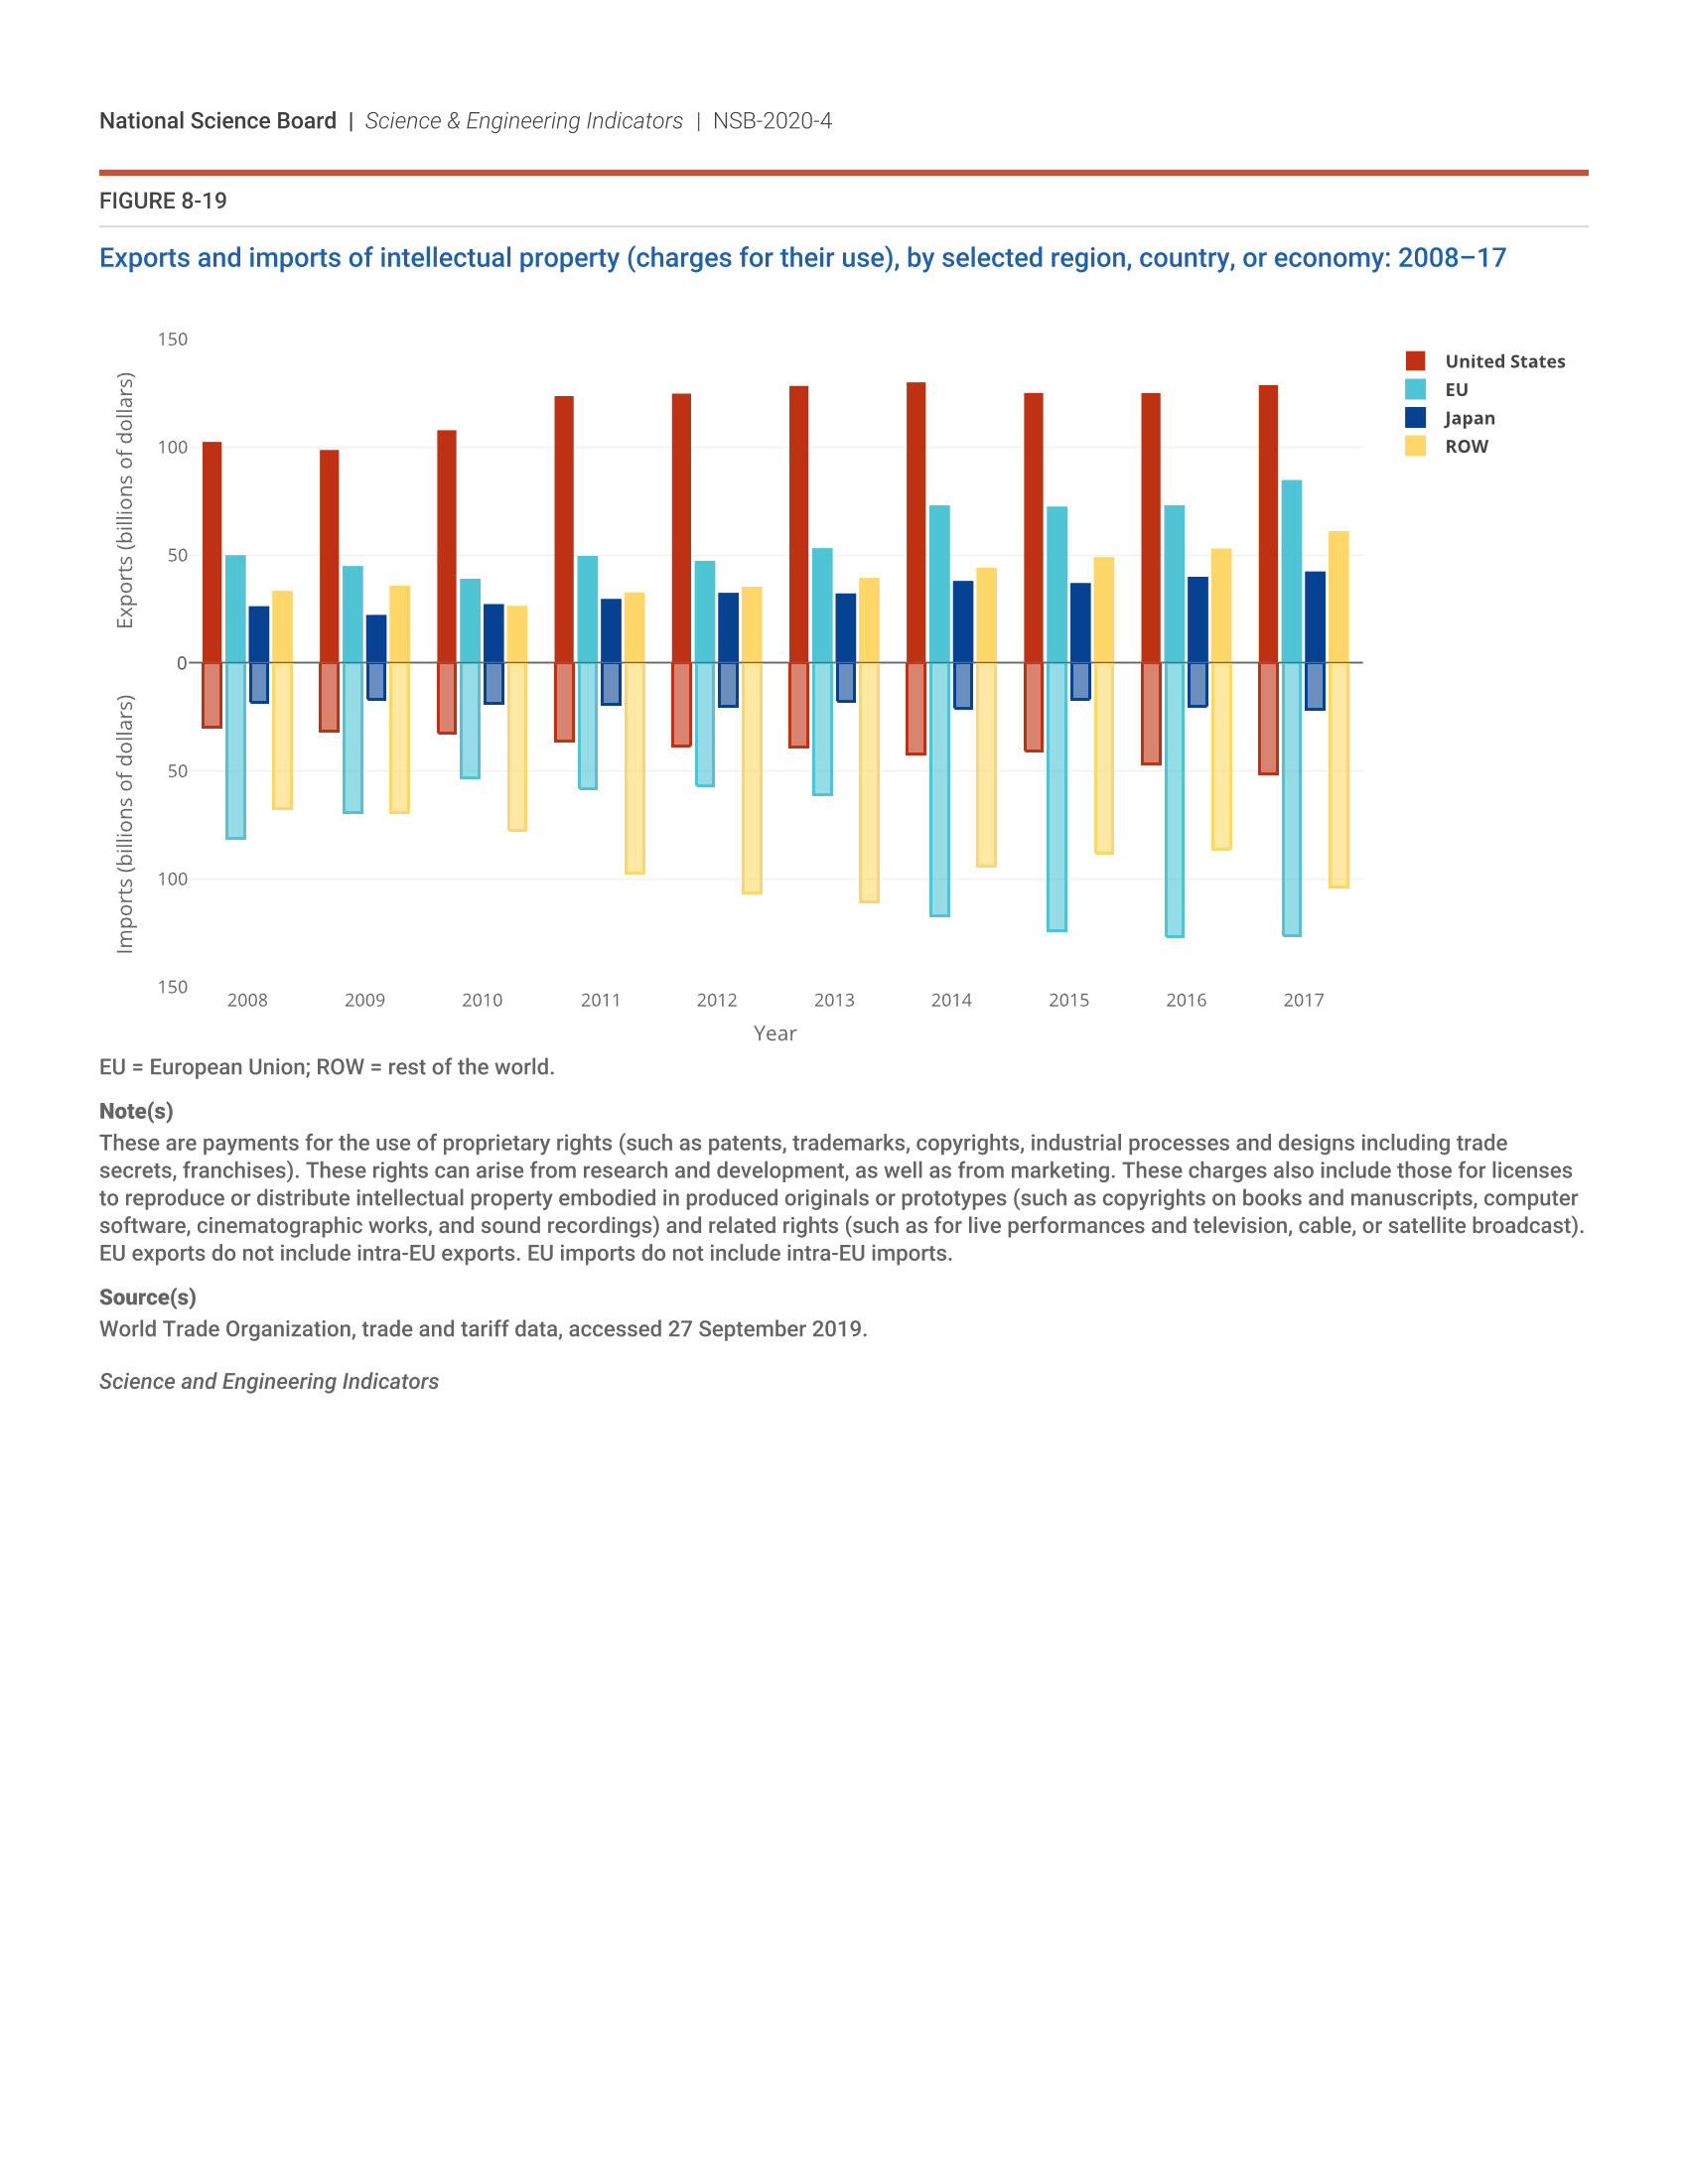 National Science Board | Science & Engineering Indicators | NSB-2020-4
FIGURE 8-19
Exports and imports of intellectual property (charges for their use), by selected region, country, or economy: 2008–17
Exports (billions of dollars)
Imports (billions of dollars)
150
100
50
0
50
100
150
2008 2009 2010 2011 2012 2013 2014 2015 2016 2017
Year
United States
EU
Japan
ROW
EU = European Union; ROW = rest of the world.
Note(s)
These are payments for the use of proprietary rights (such as patents, trademarks, copyrights, industrial processes and designs including trade
secrets, franchises). These rights can arise from research and development, as well as from marketing. These charges also include those for licenses
to reproduce or distribute intellectual property embodied in produced originals or prototypes (such as copyrights on books and manuscripts, computer
software, cinematographic works, and sound recordings) and related rights (such as for live performances and television, cable, or satellite broadcast).
EU exports do not include intra-EU exports. EU imports do not include intra-EU imports.
Source(s)
World Trade Organization, trade and tariff data, accessed 27 September 2019.
Science and Engineering Indicators